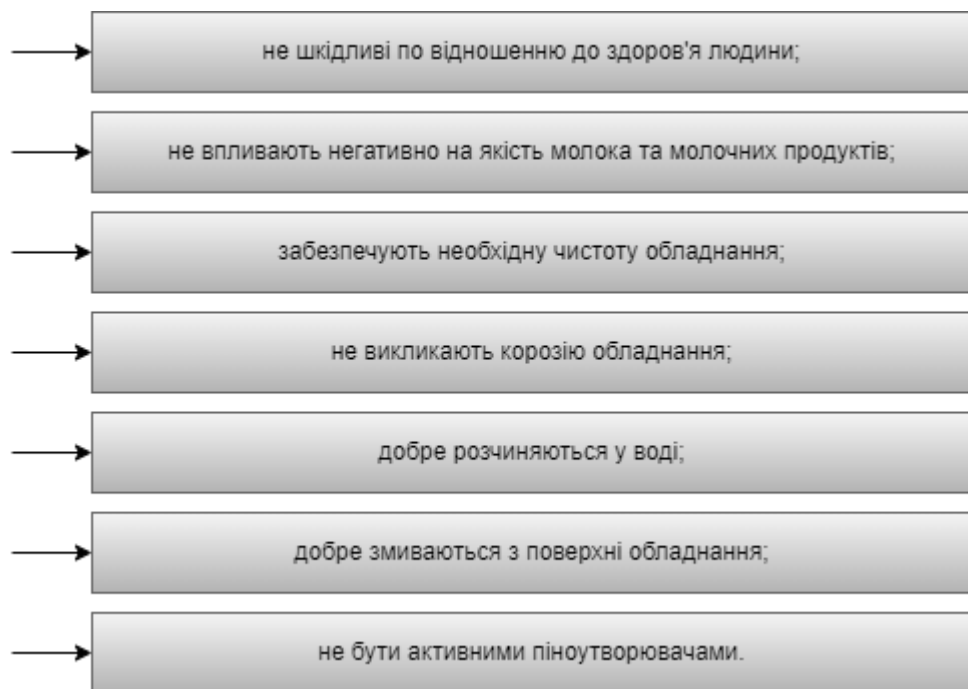 не шкідливі по відношенню до здоров'я людини;
не впливають негативно на якість молока та молочних продуктів;
забезпечують необхідну чистоту обладнання;
не викликають корозію обладнання;
добре розчиняються у воді;
добре змиваються з поверхні обладнання;
не бути активними піноутворювачами.